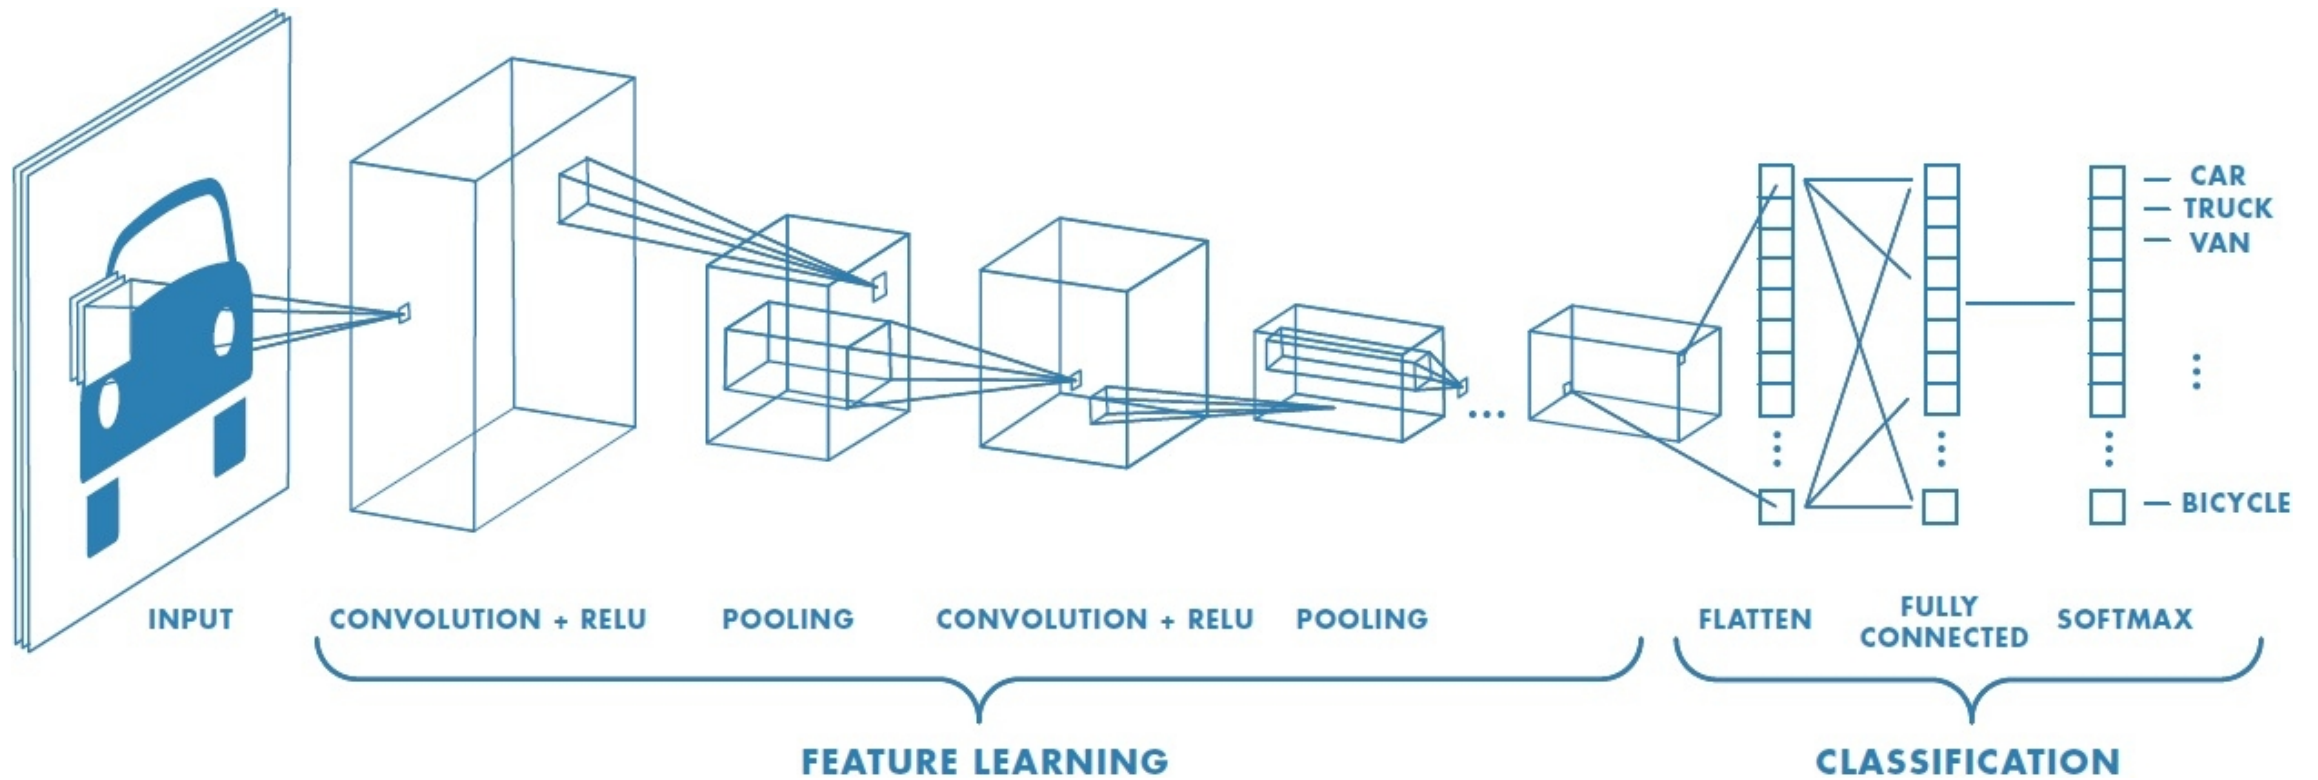 CAR
TRUCK
VAN
BICYCLE
INPUT
CONVOLUTION + RELU
POOLING
CONVOLUTION + RELU
POOLING
FLATTEN
FULLY
CONNECTED
SOFTMAX
FEATURE LEARNING
CLASSIFICATION